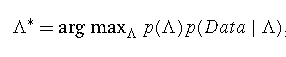 Λ* = arg max_Λ p(Λ)p(Data | Λ),